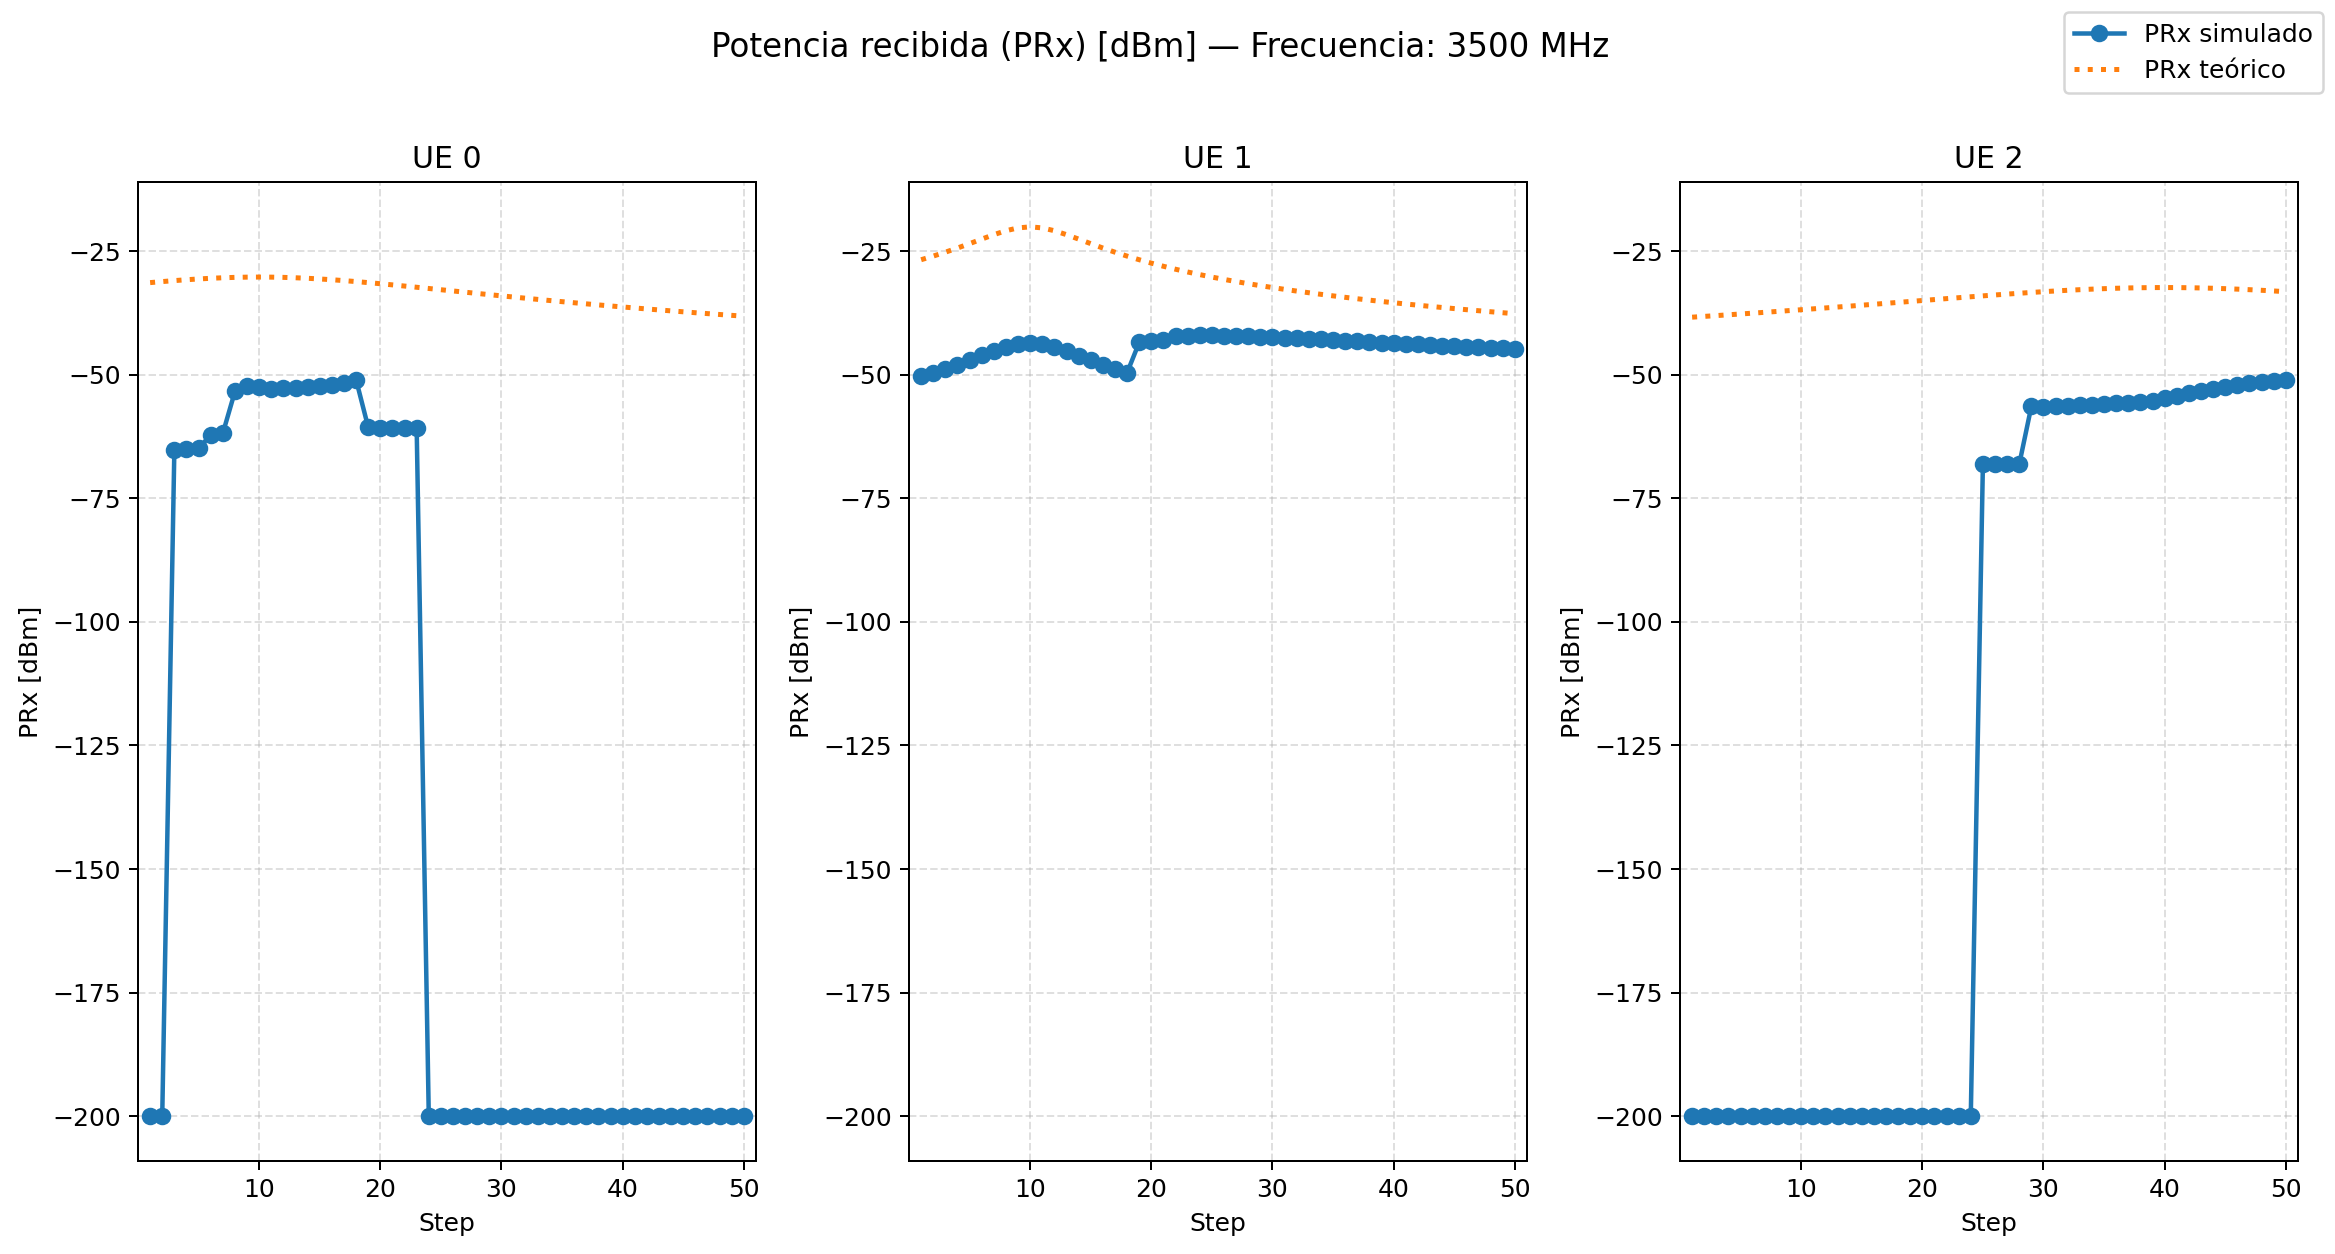 Potencia recibida (PRx) [dBm] — Frecuencia: 3500 MHz
PRx simulado
PRx teórico
UE 0
PRx [dBm]
−25
−50
−75
−100
−125
−150
−175
−200
10 20 30 40 50
Step
UE 1
PRx [dBm]
−25
−50
−75
−100
−125
−150
−175
−200
10 20 30 40 50
Step
UE 2
PRx [dBm]
−25
−50
−75
−100
−125
−150
−175
−200
10 20 30 40 50
Step